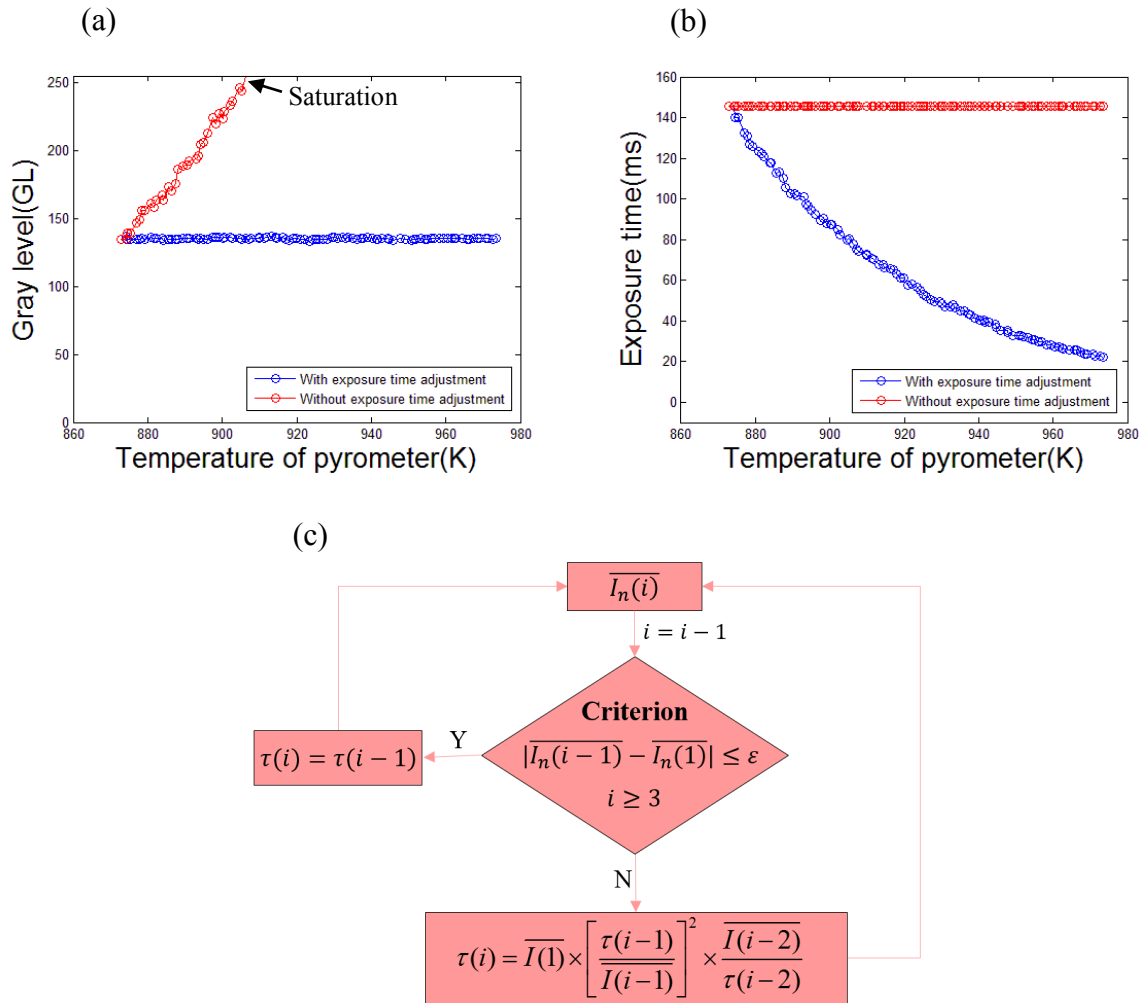 (a)
(b)
250
200
150
100
50
0
860
880
900
920
940
960
980
Gray level(GL)
Temperature of pyrometer(K)
Saturation
With exposure time adjustment
Without exposure time adjustment
160
140
120
100
80
60
40
20
0
860
880
900
920
940
960
980
Exposure time(ms)
Temperature of pyrometer(K)
With exposure time adjustment
Without exposure time adjustment
(c)
$\overline{I_n(i)}$
$i = i - 1$
Criterion
$|\overline{I_n(i-1)} - \overline{I_n(1)}| \leq \varepsilon$
$i \geq 3$
Y
$\tau(i) = \tau(i-1)$
N
$\tau(i) = \overline{I(1)} \times \left[\frac{\tau(i-1)}{\overline{I(i-1)}}\right]^2 \times \frac{\overline{I(i-2)}}{\tau(i-2)}$